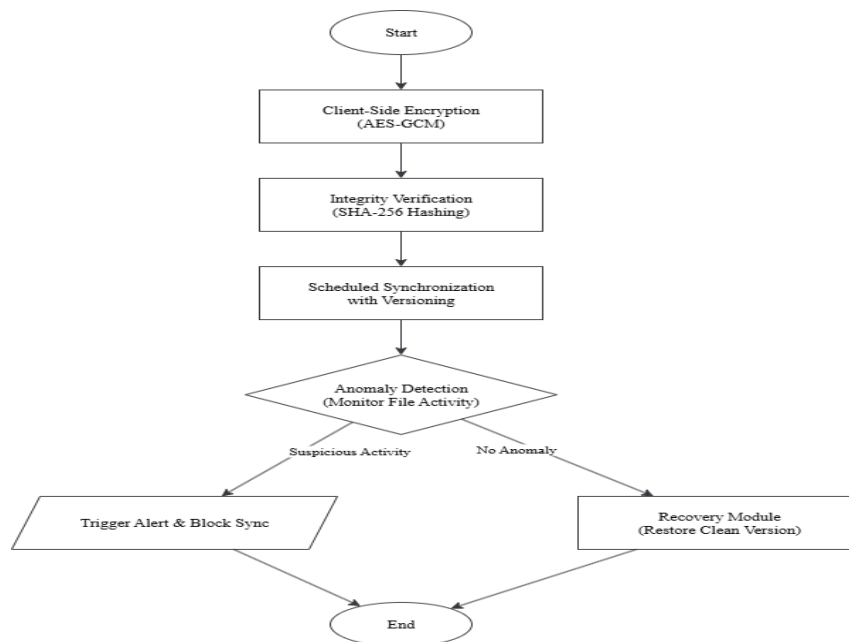 Start
Client-Side Encryption
(AES-GCM)
Integrity Verification
(SHA-256 Hashing)
Scheduled Synchronization
with Versioning
Anomaly Detection
(Monitor File Activity)
Suspicious Activity
No Anomaly
Trigger Alert & Block Sync
Recovery Module
(Restore Clean Version)
End